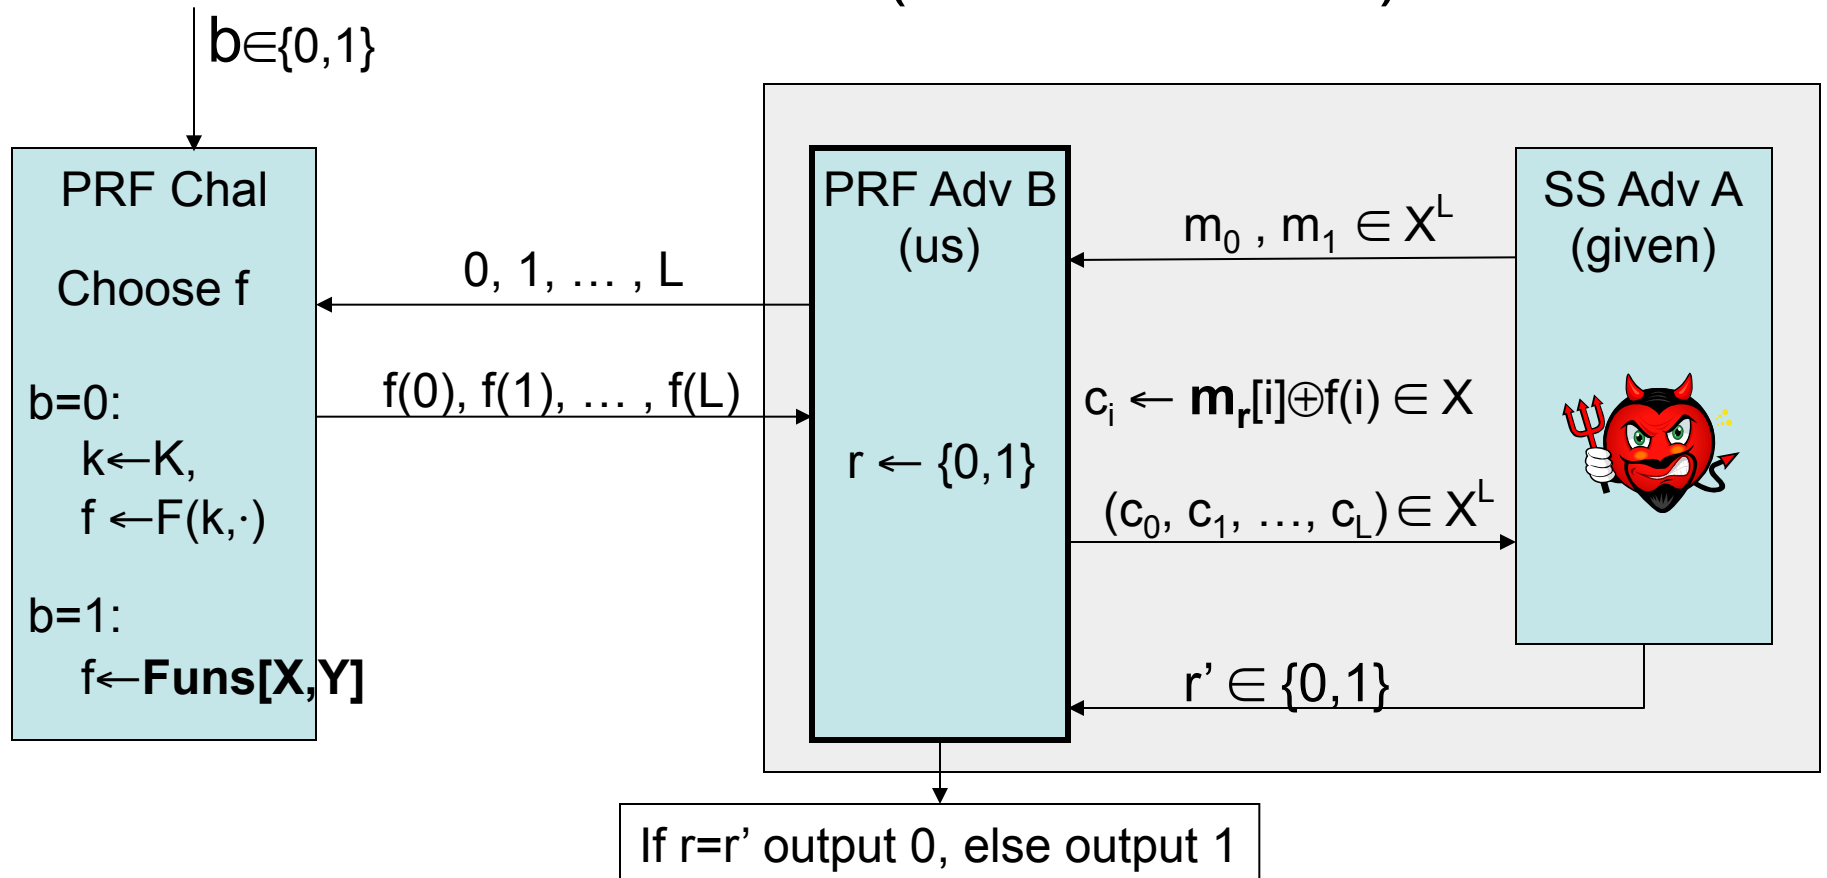 b∈{0,1}
PRF Chal
Choose f
b=0:
k←K,
f ←F(k,·)
b=1:
f←Funs[X,Y]
0, 1, … , L
f(0), f(1), … , f(L)
PRF Adv B
(us)
r ← {0,1}
m₀ , m₁ ∈ Xᴸ
cᵢ ← mᵣ[i]⊕f(i) ∈ X
(c₀, c₁, …, c_L) ∈ Xᴸ
r’ ∈ {0,1}
SS Adv A
(given)
If r=r’ output 0, else output 1